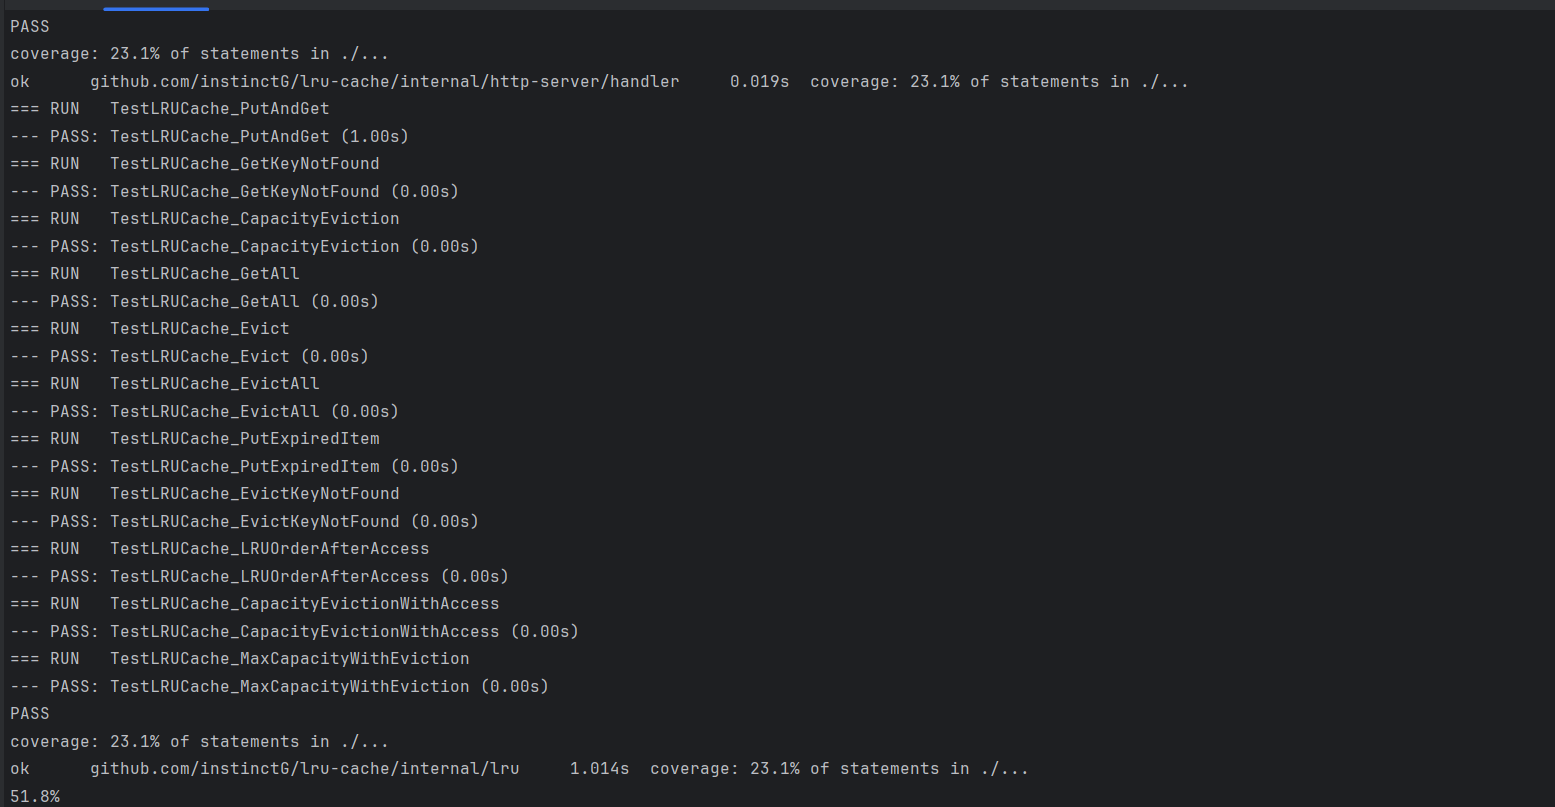 PASS
coverage: 23.1% of statements in ./...
ok      github.com/instinctG/lru-cache/internal/http-server/handler     0.019s  coverage: 23.1% of statements in ./...
=== RUN   TestLRUCache_PutAndGet
--- PASS: TestLRUCache_PutAndGet (1.00s)
=== RUN   TestLRUCache_GetKeyNotFound
--- PASS: TestLRUCache_GetKeyNotFound (0.00s)
=== RUN   TestLRUCache_CapacityEviction
--- PASS: TestLRUCache_CapacityEviction (0.00s)
=== RUN   TestLRUCache_GetAll
--- PASS: TestLRUCache_GetAll (0.00s)
=== RUN   TestLRUCache_Evict
--- PASS: TestLRUCache_Evict (0.00s)
=== RUN   TestLRUCache_EvictAll
--- PASS: TestLRUCache_EvictAll (0.00s)
=== RUN   TestLRUCache_PutExpiredItem
--- PASS: TestLRUCache_PutExpiredItem (0.00s)
=== RUN   TestLRUCache_EvictKeyNotFound
--- PASS: TestLRUCache_EvictKeyNotFound (0.00s)
=== RUN   TestLRUCache_LRUOrderAfterAccess
--- PASS: TestLRUCache_LRUOrderAfterAccess (0.00s)
=== RUN   TestLRUCache_CapacityEvictionWithAccess
--- PASS: TestLRUCache_CapacityEvictionWithAccess (0.00s)
=== RUN   TestLRUCache_MaxCapacityWithEviction
--- PASS: TestLRUCache_MaxCapacityWithEviction (0.00s)
PASS
coverage: 23.1% of statements in ./...
ok      github.com/instinctG/lru-cache/internal/lru     1.014s  coverage: 23.1% of statements in ./...
51.8%